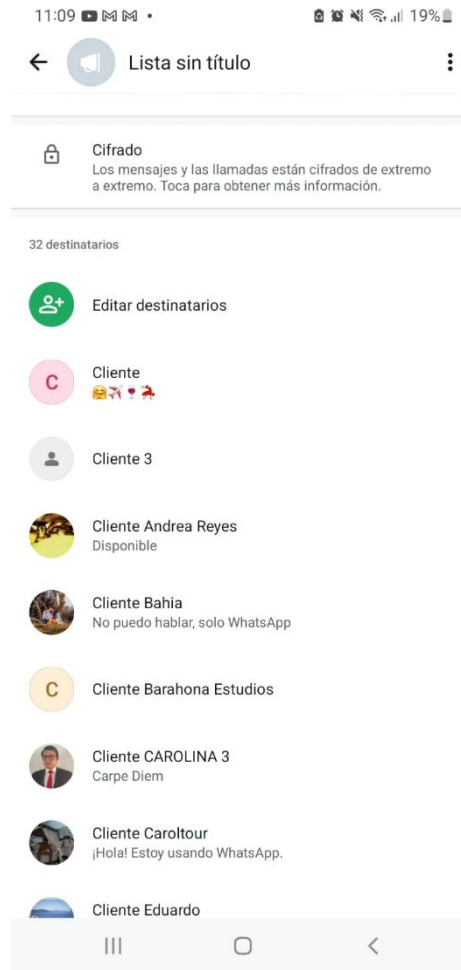 11:09
19%
Lista sin título
Cifrado
Los mensajes y las llamadas están cifrados de extremo
a extremo. Toca para obtener más información.
32 destinatarios
Editar destinatarios
C
Cliente
Cliente 3
Cliente Andrea Reyes
Disponible
Cliente Bahia
No puedo hablar, solo WhatsApp
C
Cliente Barahona Estudios
Cliente CAROLINA 3
Carpe Diem
Cliente Caroltour
¡Hola! Estoy usando WhatsApp.
Cliente Eduardo